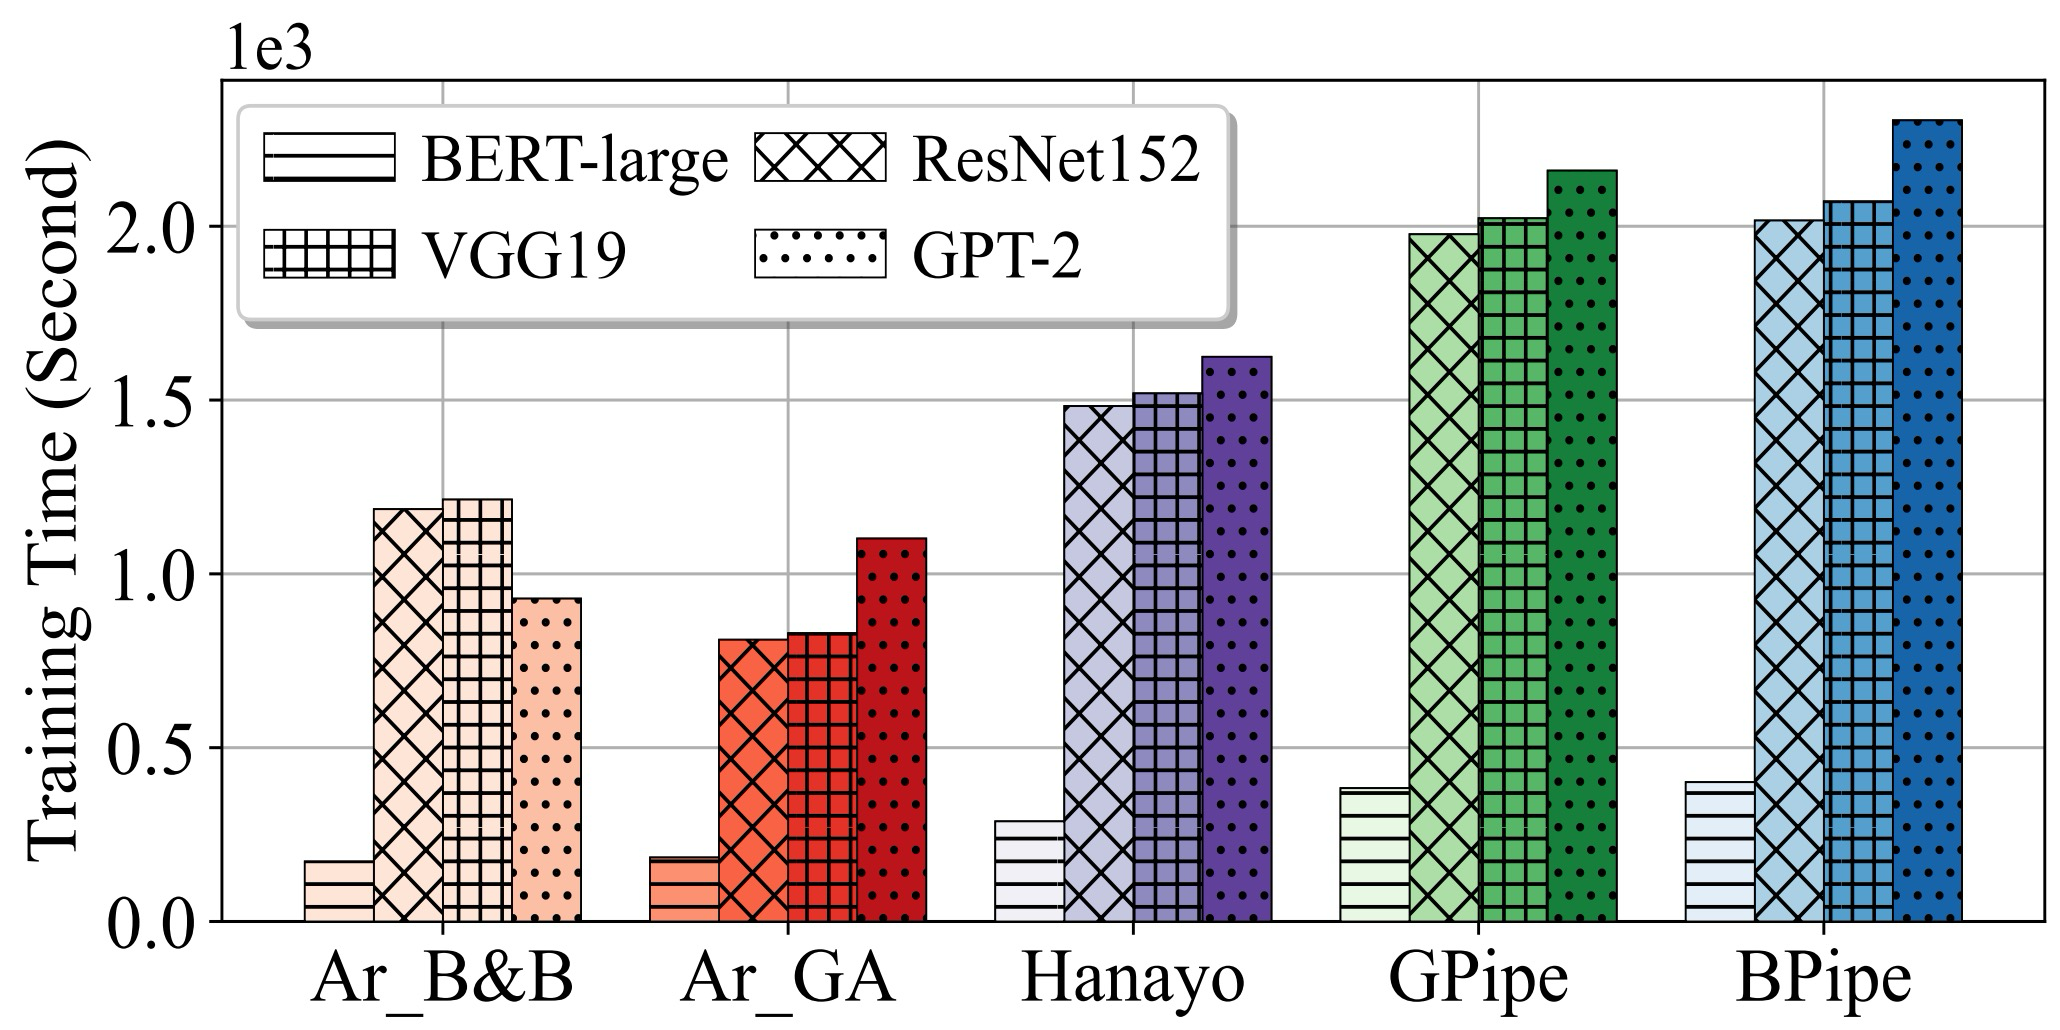 1e3
Training Time (Second)
2.0
1.5
1.0
0.5
0.0
BERT-large ResNet152
VGG19 GPT-2
Ar_B&B Ar_GA Hanayo GPipe BPipe